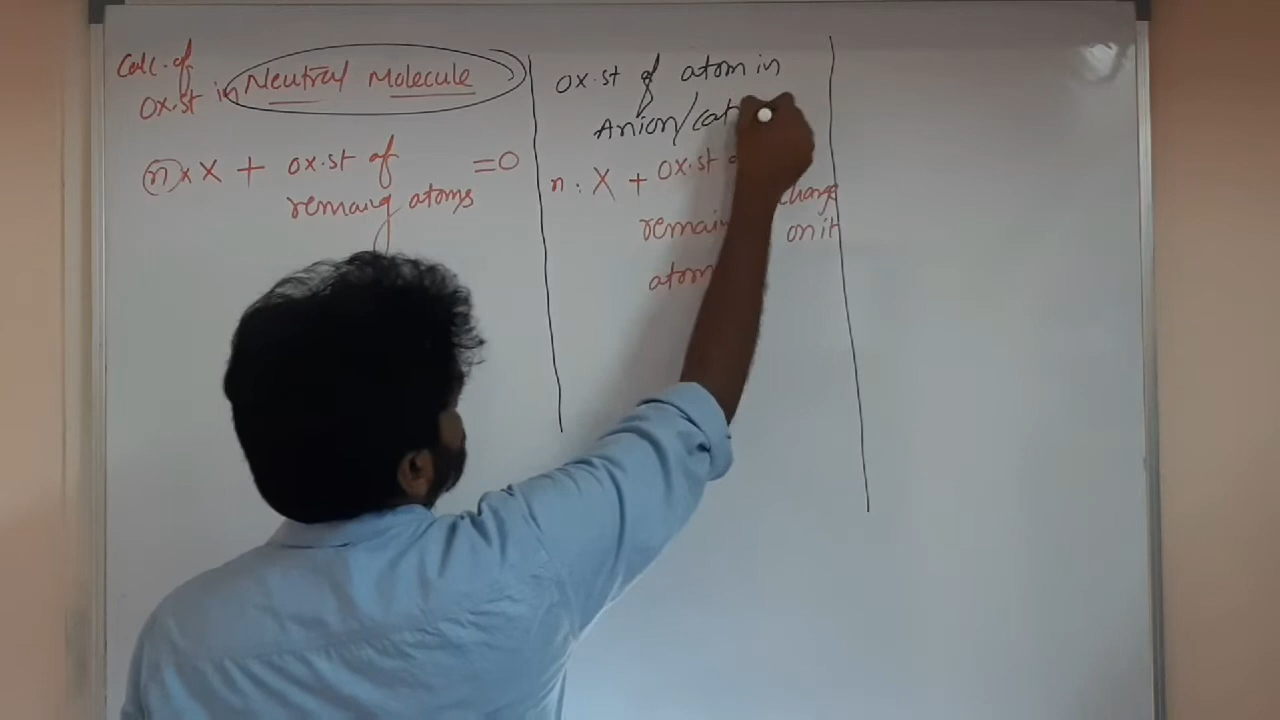 Calc. of
ox.st in Neutral Molecule
n x X + ox.st of = 0
remaing atoms
ox.st of atom in
Anion/cat
n . X + ox.st
change
remain on it
atom